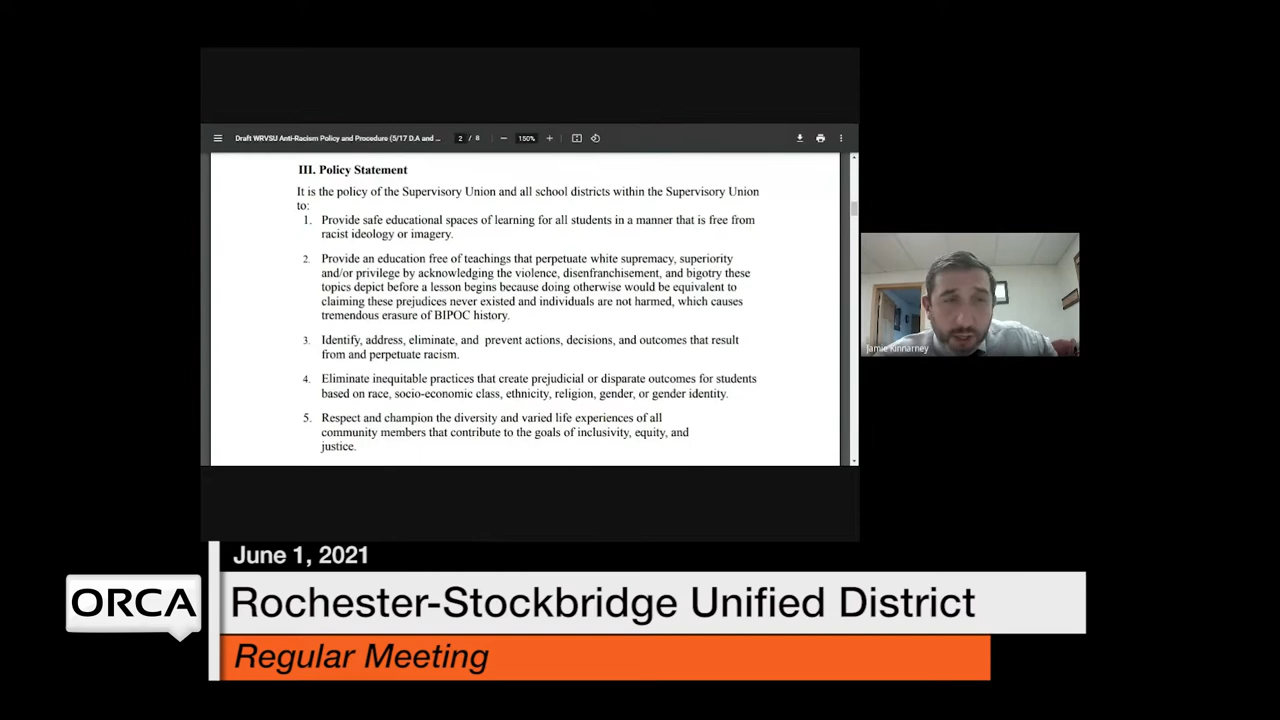 Draft WRVSU Anti-Racism Policy and Procedure (5/17 D.A and ...
2 / 8
150%
III. Policy Statement
It is the policy of the Supervisory Union and all school districts within the Supervisory Union
to:
1. Provide safe educational spaces of learning for all students in a manner that is free from
racist ideology or imagery.
2. Provide an education free of teachings that perpetuate white supremacy, superiority
and/or privilege by acknowledging the violence, disenfranchisement, and bigotry these
topics depict before a lesson begins because doing otherwise would be equivalent to
claiming these prejudices never existed and individuals are not harmed, which causes
tremendous erasure of BIPOC history.
3. Identify, address, eliminate, and prevent actions, decisions, and outcomes that result
from and perpetuate racism.
4. Eliminate inequitable practices that create prejudicial or disparate outcomes for students
based on race, socio-economic class, ethnicity, religion, gender, or gender identity.
5. Respect and champion the diversity and varied life experiences of all
community members that contribute to the goals of inclusivity, equity, and
justice.
Jamie Kinnarney
June 1, 2021
ORCA
Rochester-Stockbridge Unified District
Regular Meeting